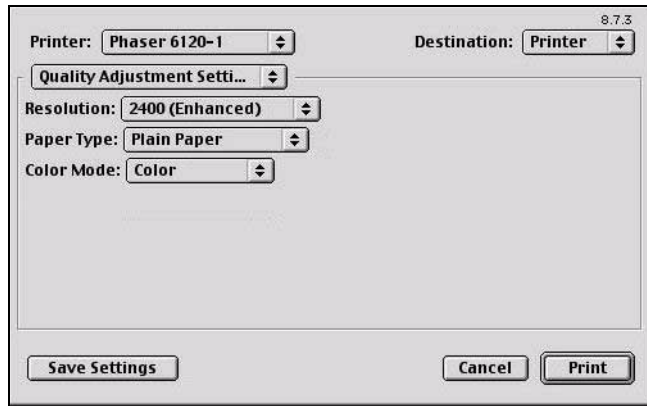 8.7.3
Printer: Phaser 6120-1 Destination: Printer
Quality Adjustment Setti...
Resolution: 2400 (Enhanced)
Paper Type: Plain Paper
Color Mode: Color
Save Settings Cancel Print